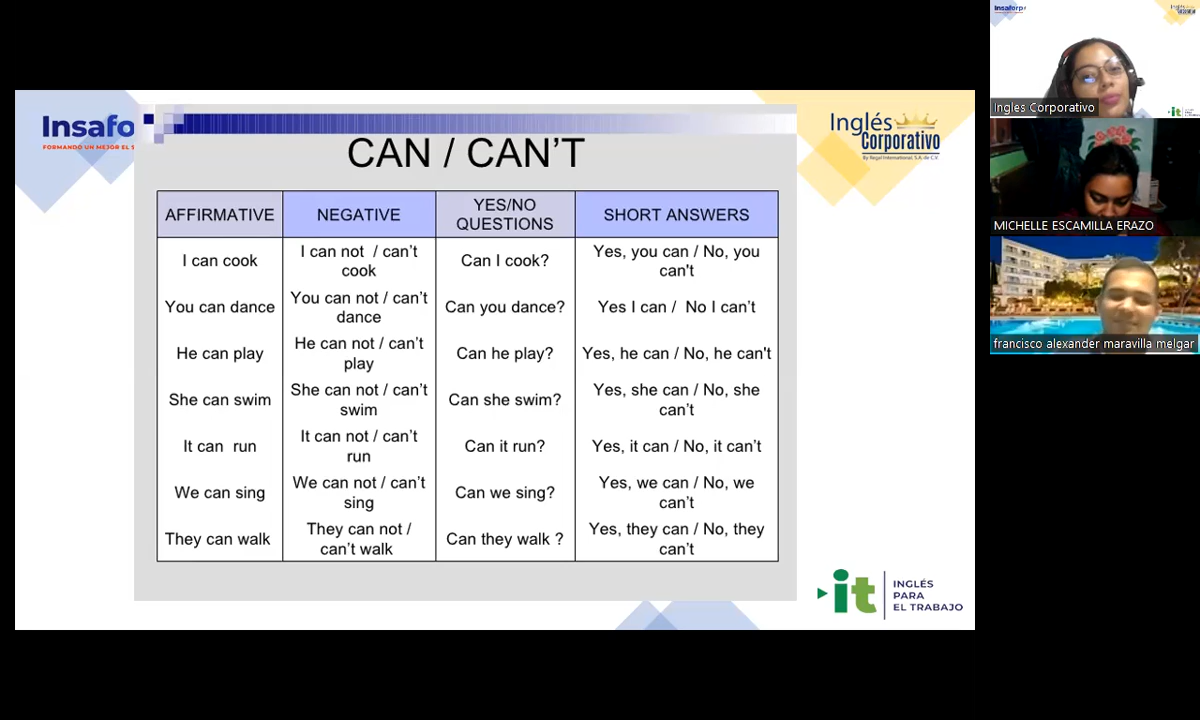 Insafo
FORMANDO UN MEJOR EL S
Inglés
Corporativo
By Regal International, S.A. de C.V.
CAN / CAN'T
AFFIRMATIVE
NEGATIVE
YES/NO
QUESTIONS
SHORT ANSWERS
I can cook
I can not / can't
cook
Can I cook?
Yes, you can / No, you
can't
You can dance
You can not / can't
dance
Can you dance?
Yes I can / No I can't
He can play
He can not / can't
play
Can he play?
Yes, he can / No, he can't
She can swim
She can not / can't
swim
Can she swim?
Yes, she can / No, she
can't
It can run
It can not / can't
run
Can it run?
Yes, it can / No, it can't
We can sing
We can not / can't
sing
Can we sing?
Yes, we can / No, we
can't
They can walk
They can not /
can't walk
Can they walk ?
Yes, they can / No, they
can't
it
INGLÉS
PARA
EL TRABAJO
Insaforp
Ingles Corporativo
MICHELLE ESCAMILLA ERAZO
francisco alexander maravilla melgar